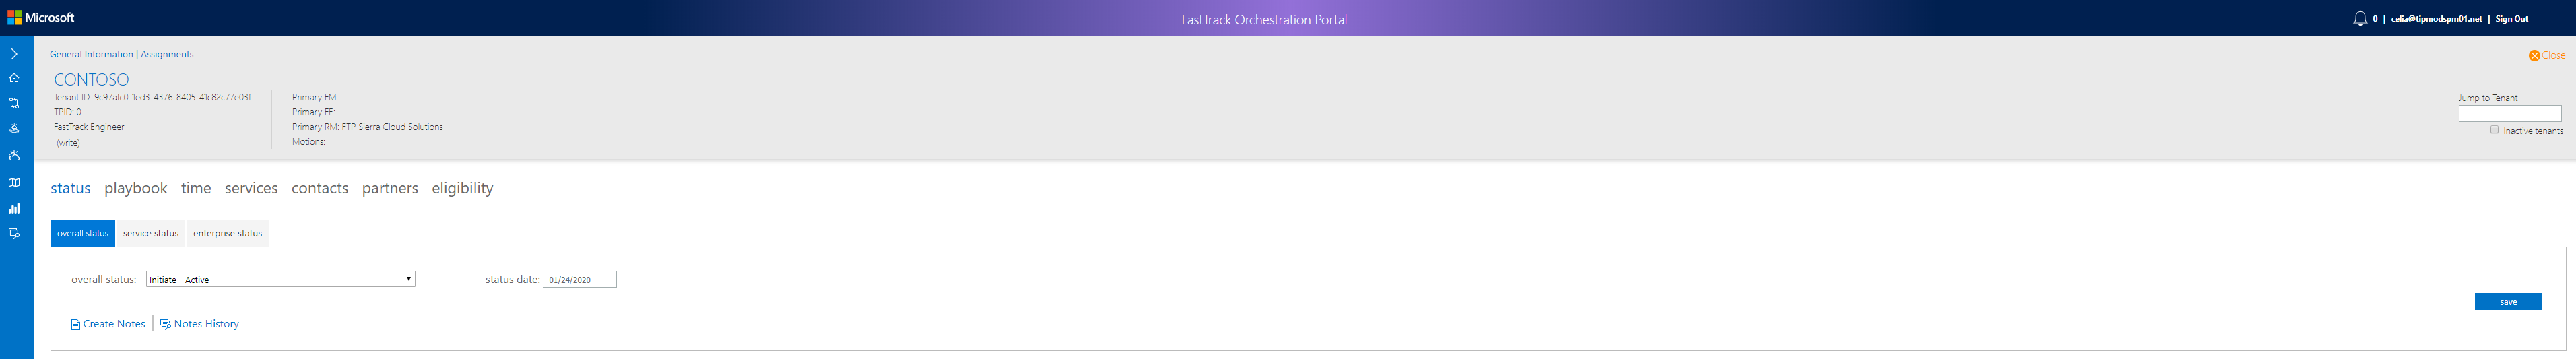 Microsoft
FastTrack Orchestration Portal
0 | celia@tipmodspm01.net | Sign Out
General Information | Assignments
Close
CONTOSO
Tenant ID: 9c97afc0-1ed3-4376-8405-41c82c77e03f
TPID: 0
FastTrack Engineer
(write)
Primary FM:
Primary FE:
Primary RM: FTP Sierra Cloud Solutions
Motions:
Jump to Tenant
Inactive tenants
status playbook time services contacts partners eligibility
overall status service status enterprise status
overall status: Initiate - Active status date: 01/24/2020
save
Create Notes Notes History